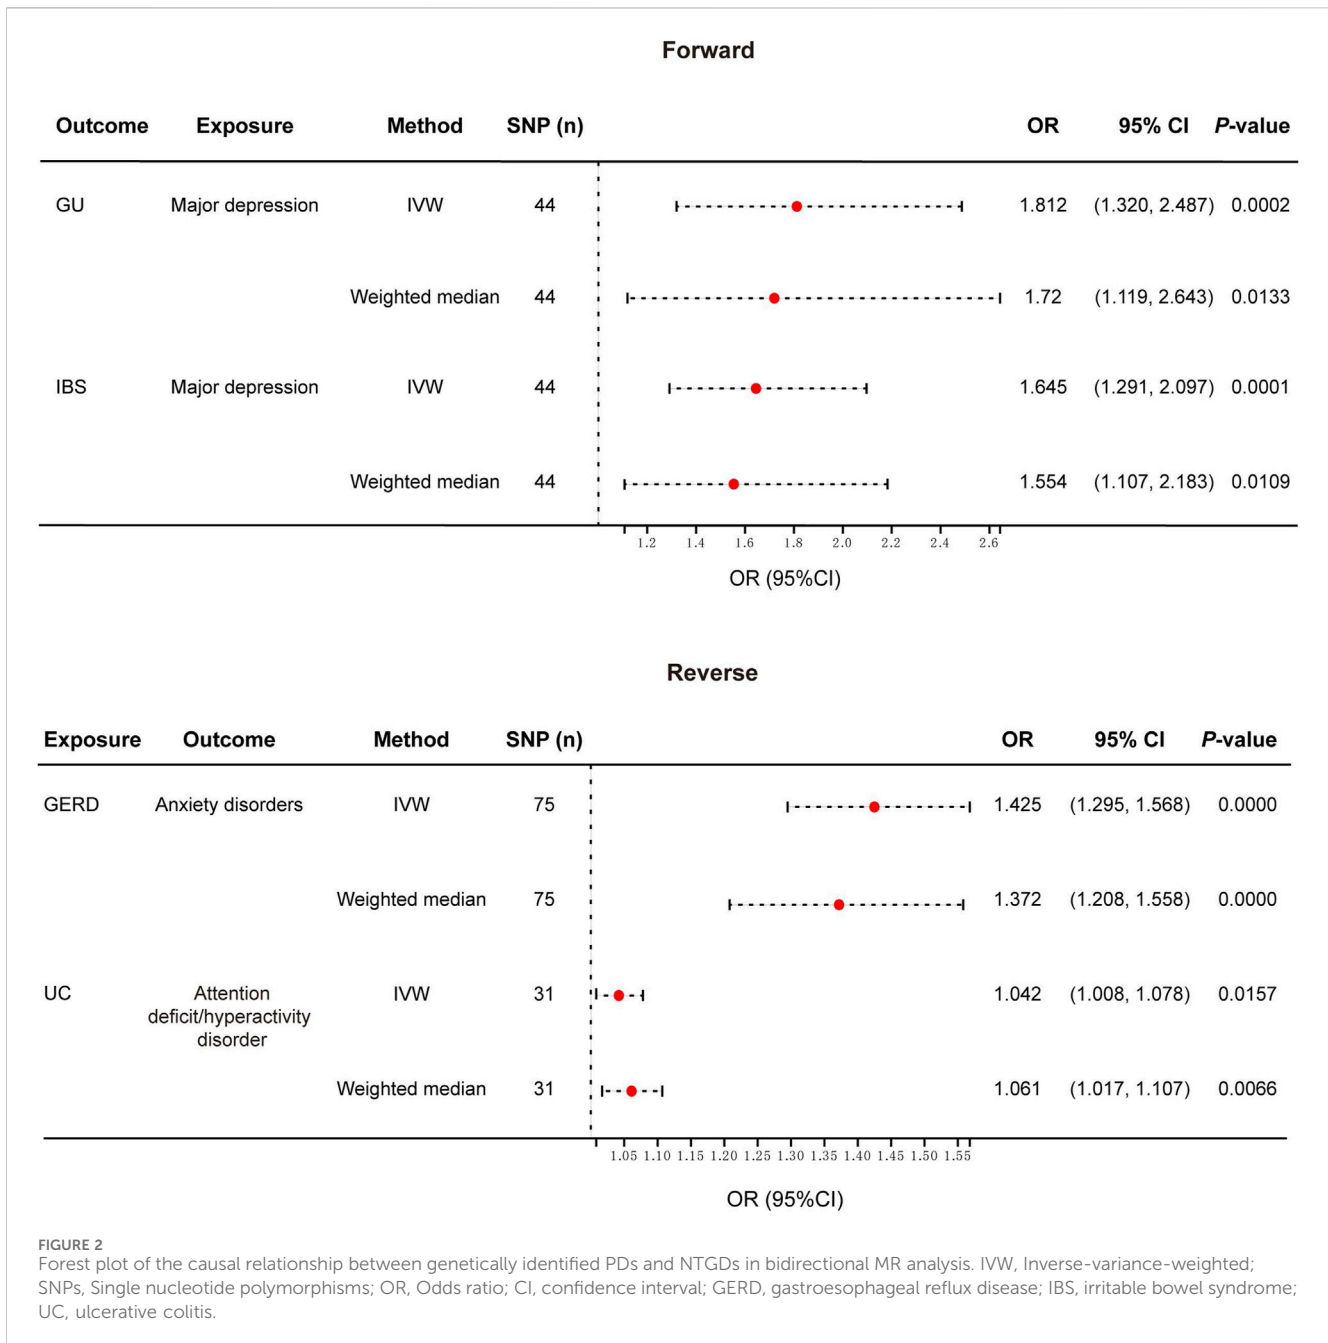 Forward
Outcome Exposure Method SNP (n) OR 95% CI P-value
GU Major depression IVW 44 1.812 (1.320, 2.487) 0.0002
Weighted median 44 1.72 (1.119, 2.643) 0.0133
IBS Major depression IVW 44 1.645 (1.291, 2.097) 0.0001
Weighted median 44 1.554 (1.107, 2.183) 0.0109
1.2 1.4 1.6 1.8 2.0 2.2 2.4 2.6
OR (95%CI)
Reverse
Exposure Outcome Method SNP (n) OR 95% CI P-value
GERD Anxiety disorders IVW 75 1.425 (1.295, 1.568) 0.0000
Weighted median 75 1.372 (1.208, 1.558) 0.0000
UC Attention IVW 31 1.042 (1.008, 1.078) 0.0157
deficit/hyperactivity
disorder
Weighted median 31 1.061 (1.017, 1.107) 0.0066
1.05 1.10 1.15 1.20 1.25 1.30 1.35 1.40 1.45 1.50 1.55
OR (95%CI)
FIGURE 2
Forest plot of the causal relationship between genetically identified PDs and NTGDs in bidirectional MR analysis. IVW, Inverse-variance-weighted;
SNPs, Single nucleotide polymorphisms; OR, Odds ratio; CI, confidence interval; GERD, gastroesophageal reflux disease; IBS, irritable bowel syndrome;
UC, ulcerative colitis.